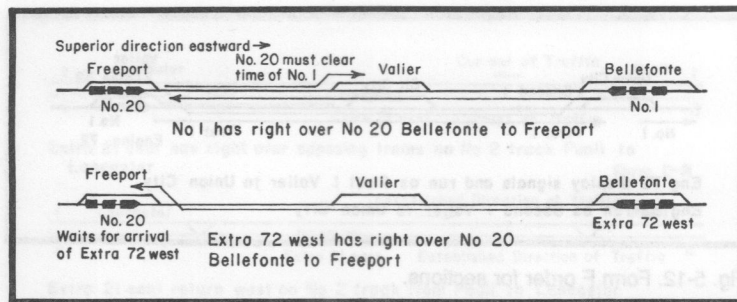 Superior direction eastward →
No. 20 must clear
time of No. 1
Freeport
Valier
Bellefonte
No. 20
No. 1
No 1 has right over No 20 Bellefonte to Freeport
Freeport
Valier
Bellefonte
No. 20
Waits for arrival
of Extra 72 west
Extra 72 west has right over No 20
Bellefonte to Freeport
Extra 72 west